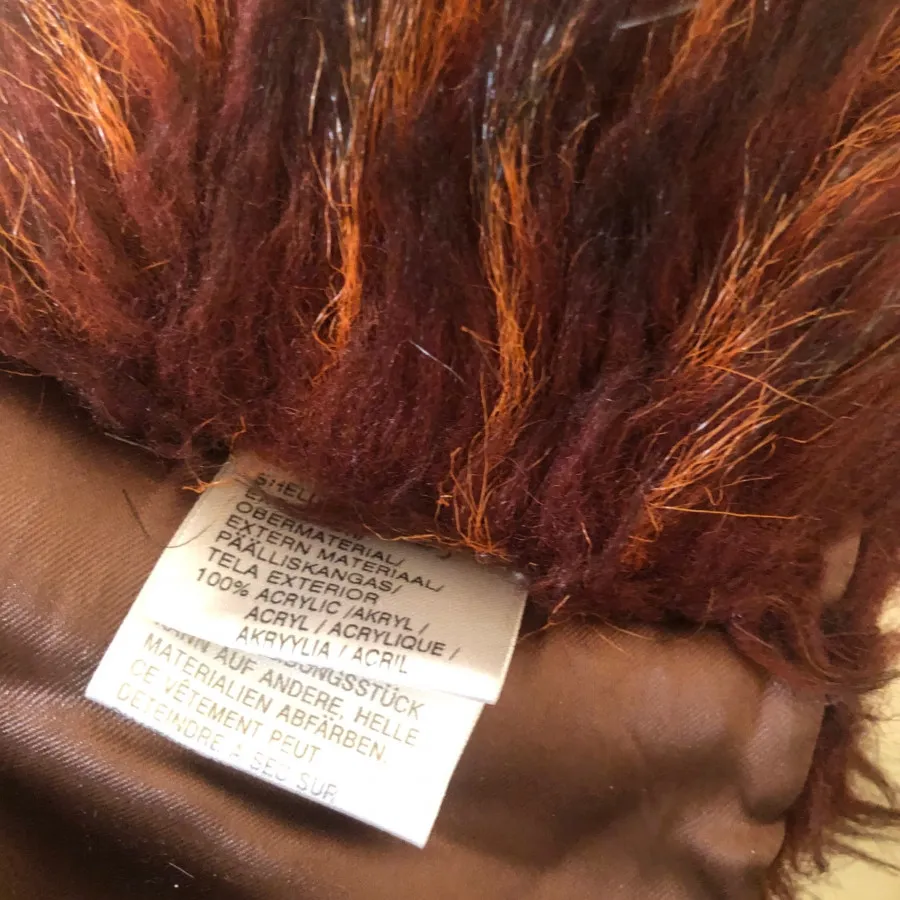 SHELL
OBERMATERIAL/
EXTERN MATERIAAL/
PÄÄLLISKANGAS/
TELA EXTERIOR
100% ACRYLIC /AKRYL/
ACRYL / ACRYLIQUE /
AKRYYLIA / ACRIL
KANN AUF ANDERE, HELLE
MATERIALIEN ABFÄRBEN.
CE VÊTEMENT PEUT
DÉTEINDRE À SEC SUR